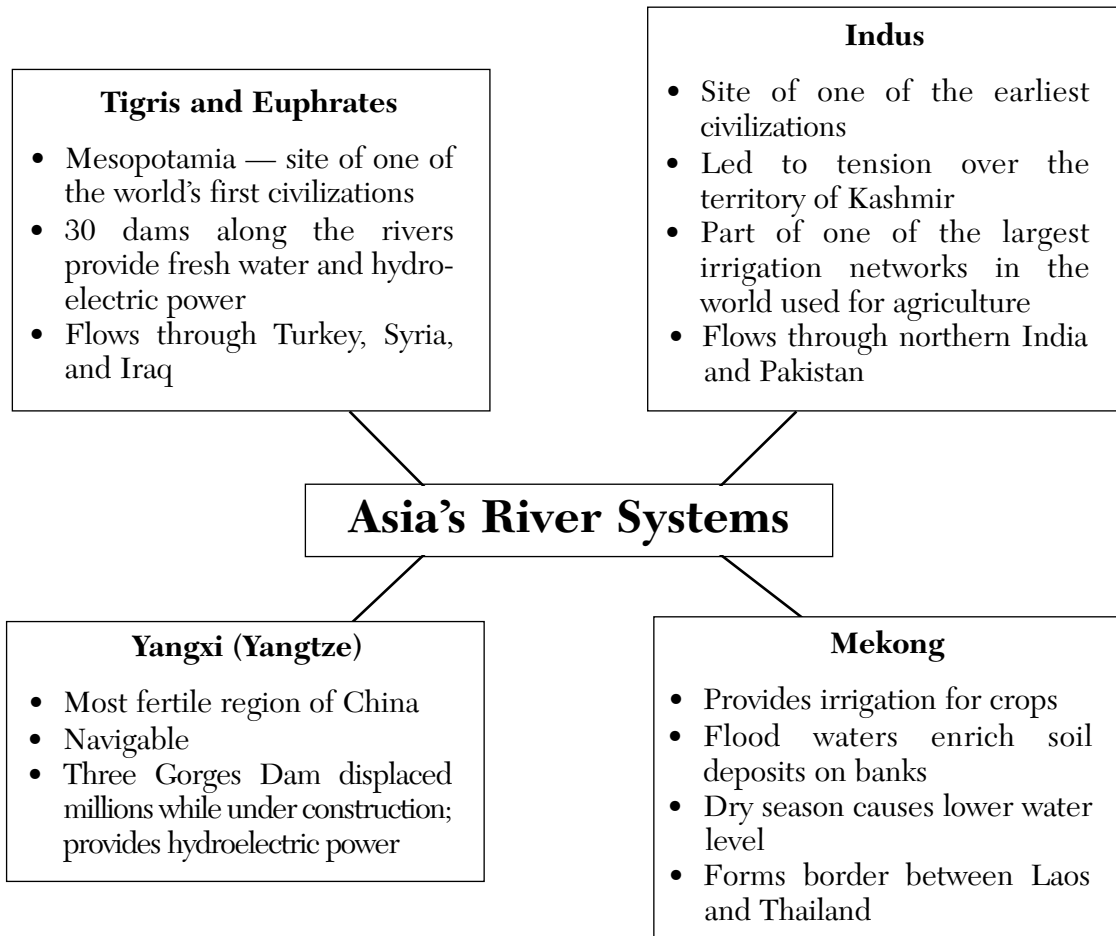 Tigris and Euphrates
• Mesopotamia — site of one of
the world's first civilizations
• 30 dams along the rivers
provide fresh water and hydro-
electric power
• Flows through Turkey, Syria,
and Iraq
Indus
• Site of one of the earliest
civilizations
• Led to tension over the
territory of Kashmir
• Part of one of the largest
irrigation networks in the
world used for agriculture
• Flows through northern India
and Pakistan
Asia's River Systems
Yangxi (Yangtze)
• Most fertile region of China
• Navigable
• Three Gorges Dam displaced
millions while under construction;
provides hydroelectric power
Mekong
• Provides irrigation for crops
• Flood waters enrich soil
deposits on banks
• Dry season causes lower water
level
• Forms border between Laos
and Thailand